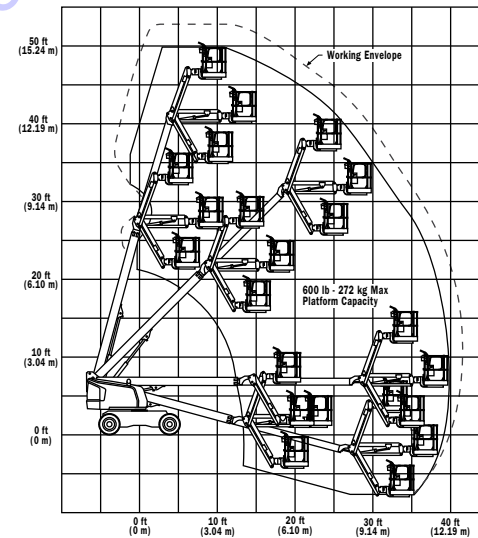 50 ft
(15.24 m)
Working Envelope
40 ft
(12.19 m)
30 ft
(9.14 m)
20 ft
(6.10 m)
600 lb - 272 kg Max
Platform Capacity
10 ft
(3.04 m)
0 ft
(0 m)
0 ft
(0 m)
10 ft
(3.04 m)
20 ft
(6.10 m)
30 ft
(9.14 m)
40 ft
(12.19 m)